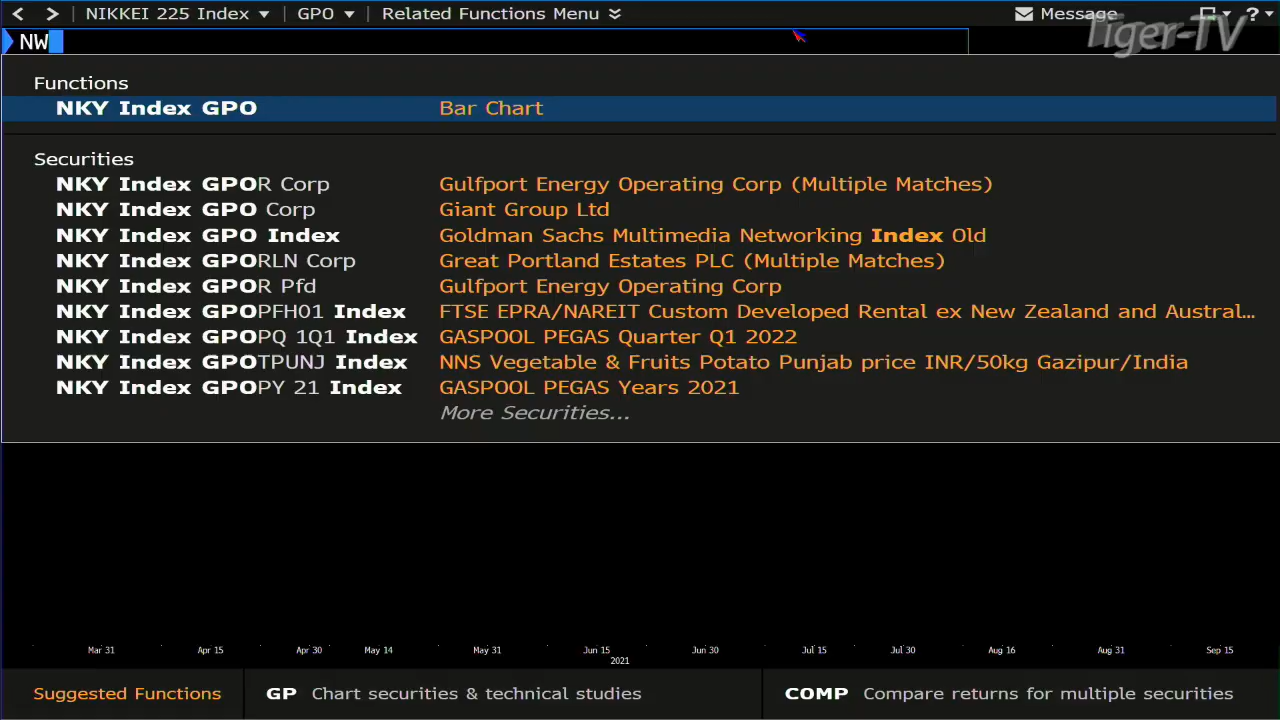 NIKKEI 225 Index GPO Related Functions Menu Message ?
Tiger-TV
NW
Functions
NKY Index GPO Bar Chart
Securities
NKY Index GPOR Corp Gulfport Energy Operating Corp (Multiple Matches)
NKY Index GPO Corp Giant Group Ltd
NKY Index GPO Index Goldman Sachs Multimedia Networking Index Old
NKY Index GPORLN Corp Great Portland Estates PLC (Multiple Matches)
NKY Index GPOR Pfd Gulfport Energy Operating Corp
NKY Index GPOPFH01 Index FTSE EPRA/NAREIT Custom Developed Rental ex New Zealand and Austral...
NKY Index GPOPQ 1Q1 Index GASPOOL PEGAS Quarter Q1 2022
NKY Index GPOTPUNJ Index NNS Vegetable & Fruits Potato Punjab price INR/50kg Gazipur/India
NKY Index GPOPY 21 Index GASPOOL PEGAS Years 2021
More Securities...
Mar 31 Apr 15 Apr 30 May 14 May 31 Jun 15 Jun 30 Jul 15 Jul 30 Aug 16 Aug 31 Sep 15
2021
Suggested Functions GP Chart securities & technical studies COMP Compare returns for multiple securities